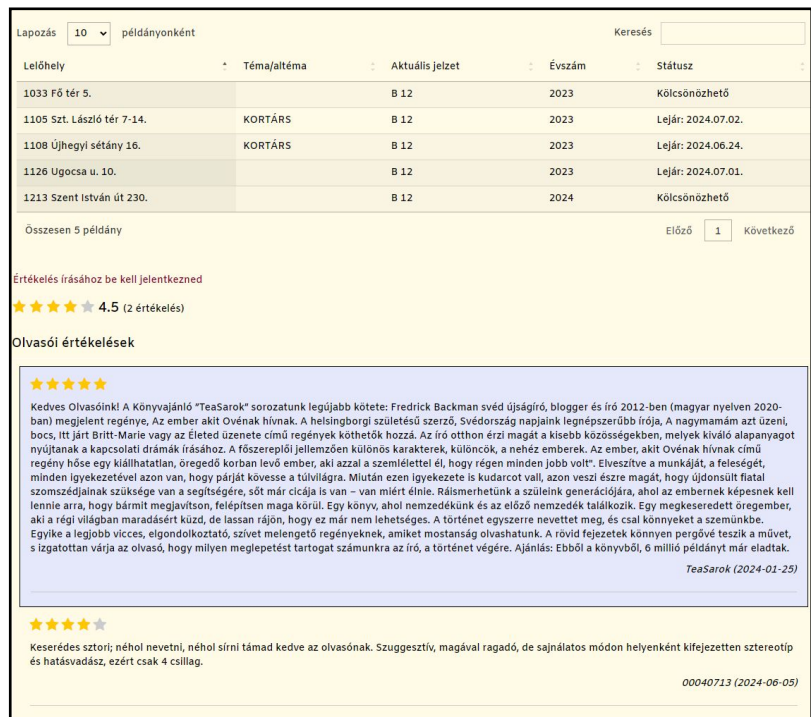 Lapozás 10 példányonként Keresés
Lelőhely Téma/altéma Aktuális jelzet Évszám Státusz
1033 Fő tér 5. B 12 2023 Kölcsönözhető
1105 Szt. László tér 7-14. KORTÁRS B 12 2023 Lejár: 2024.07.02.
1108 Újhegyi sétány 16. KORTÁRS B 12 2023 Lejár: 2024.06.24.
1126 Ugocsa u. 10. B 12 2023 Lejár: 2024.07.01.
1213 Szent István út 230. B 12 2024 Kölcsönözhető
Összesen 5 példány Előző 1 Következő
Értékelés írásához be kell jelentkezned
4.5 (2 értékelés)
Olvasói értékelések
Kedves Olvasóink! A Könyvajánló "TeaSarok" sorozatunk legújabb kötete: Fredrick Backman svéd újságíró, blogger és író 2012-ben (magyar nyelven 2020-
ban) megjelent regénye, Az ember akit Ovénak hívnak. A helsingborgi születésű szerző, Svédország napjaink legnépszerűbb írója, A nagymamám azt üzeni,
bocs, Itt járt Britt-Marie vagy az Életed üzenete című regények köthetők hozzá. Az író otthon érzi magát a kisebb közösségekben, melyek kiváló alapanyagot
nyújtanak a kapcsolati drámák írásához. A főszereplői jellemzően különös karakterek, különcök, a nehéz emberek. Az ember, akit Ovénak hívnak című
regény hőse egy kiállhatatlan, öregedő korban levő ember, aki azzal a szemlélettel él, hogy régen minden jobb volt". Elveszítve a munkáját, a feleségét,
minden igyekezetével azon van, hogy párját kövesse a túlvilágra. Miután ezen igyekezete is kudarcot vall, azon veszi észre magát, hogy újdonsült fiatal
szomszédjainak szüksége van a segítségére, sőt már cicája is van – van miért élnie. Ráismerhetünk a szüleink generációjára, ahol az embernek képesnek kell
lennie arra, hogy bármit megjavítson, felépítsen maga körül. Egy könyv, ahol nemzedékünk és az előző nemzedék találkozik. Egy megkeseredett öregember,
aki a régi világban maradásért küzd, de lassan rájön, hogy ez már nem lehetséges. A történet egyszerre nevettet meg, és csal könnyeket a szemünkbe.
Egyike a legjobb vicces, elgondolkoztató, szívet melengető regényeknek, amiket mostanság olvashatunk. A rövid fejezetek könnyen pergővé teszik a művet,
s izgatottan várja az olvasó, hogy milyen meglepetést tartogat számunkra az író, a történet végére. Ajánlás: Ebből a könyvből, 6 millió példányt már eladtak.
TeaSarok (2024-01-25)
Keserédes sztori; néhol nevetni, néhol sírni támad kedve az olvasónak. Szuggesztív, magával ragadó, de sajnálatos módon helyenként kifejezetten sztereotíp
és hatásvadász, ezért csak 4 csillag.
00040713 (2024-06-05)